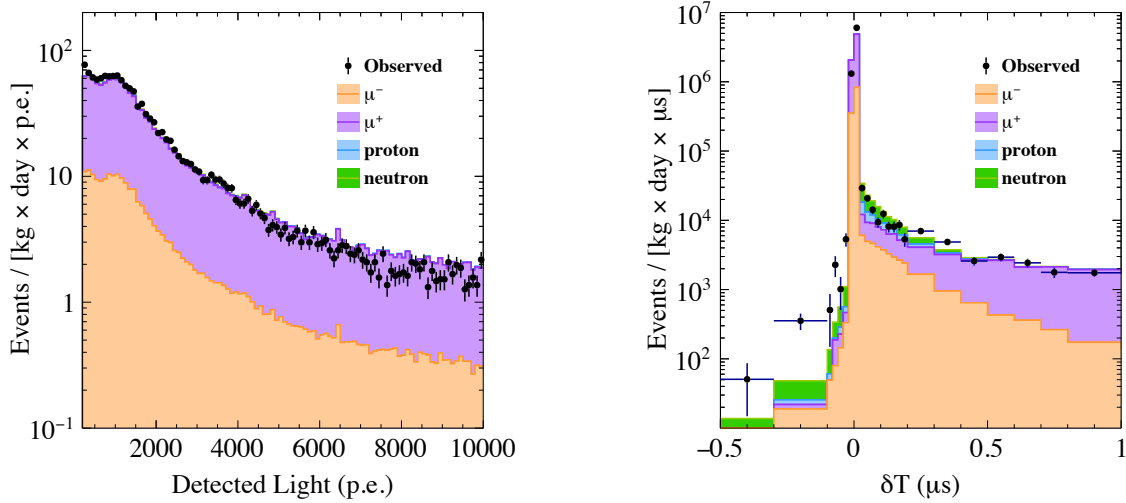 10²
10
1
10⁻¹
2000 4000 6000 8000 10000
Detected Light (p.e.)
Events / [kg × day × p.e.]
Observed
μ⁻
μ⁺
proton
neutron
10⁷
10⁶
10⁵
10⁴
10³
10²
−0.5 0 0.5 1
δT (μs)
Events / [kg × day × μs]
Observed
μ⁻
μ⁺
proton
neutron